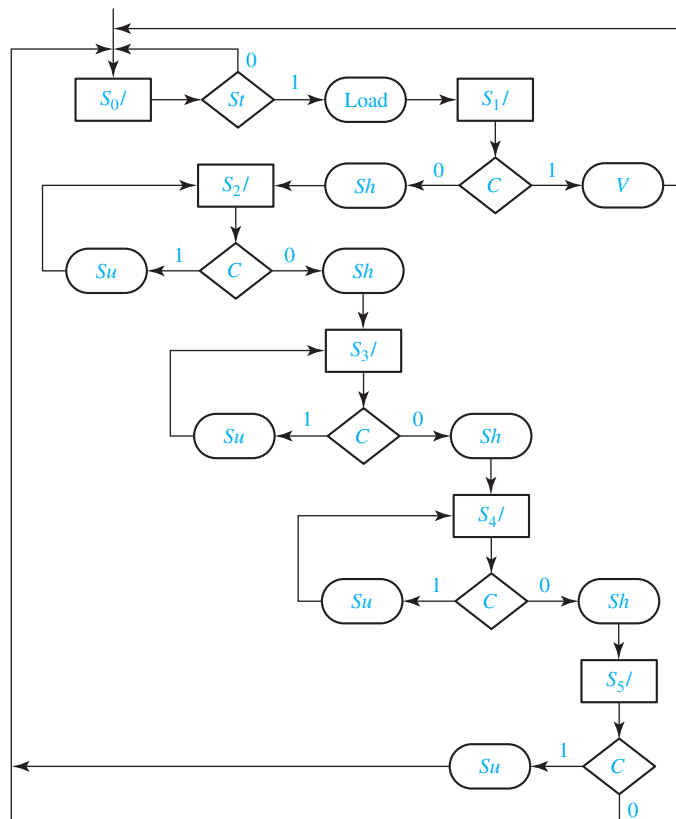 0
S₀/ St 1 Load S₁/
S₂/ Sh 0 C 1 V
Su 1 C 0 Sh
S₃/
Su 1 C 0 Sh
S₄/
Su 1 C 0 Sh
S₅/
Su 1 C
0